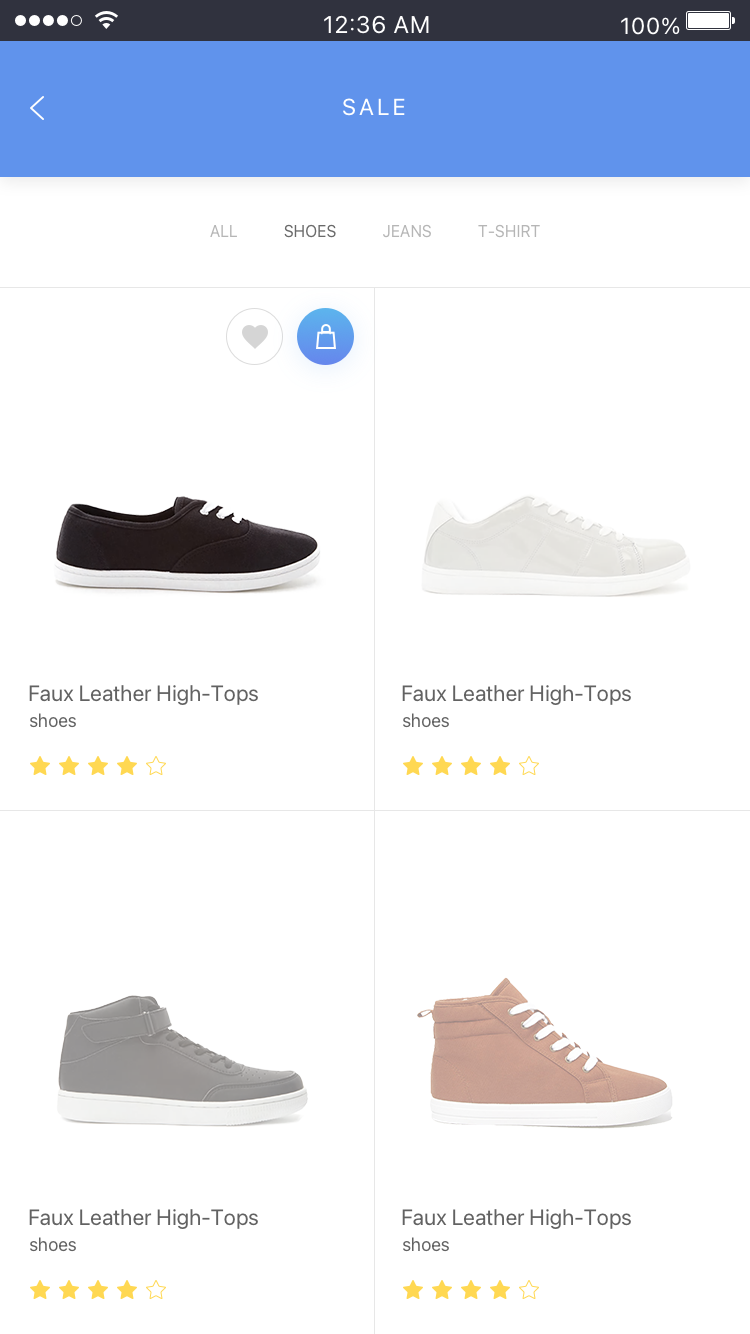 12:36 AM
100%
SALE
ALL SHOES JEANS T-SHIRT
Faux Leather High-Tops
shoes
Faux Leather High-Tops
shoes
Faux Leather High-Tops
shoes
Faux Leather High-Tops
shoes